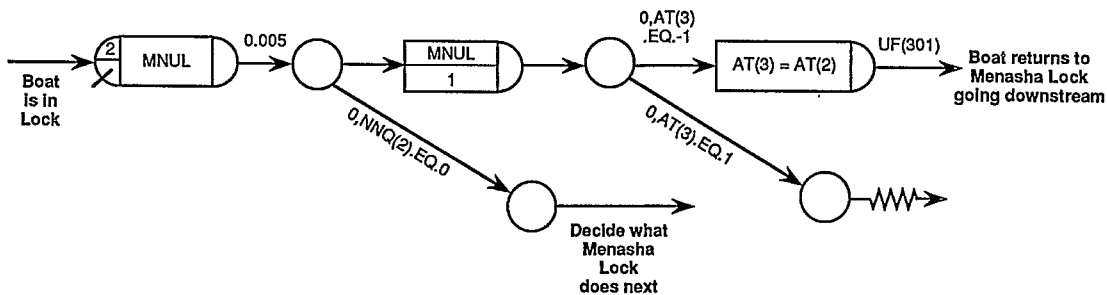 Boat
is in
Lock
2
MNUL
0.005
MNUL
1
0,NNQ(2).EQ.0
Decide what
Menasha
Lock
does next
0,AT(3)
.EQ.-1
0,AT(3).EQ.1
AT(3) = AT(2)
UF(301)
Boat returns to
Menasha Lock
going downstream